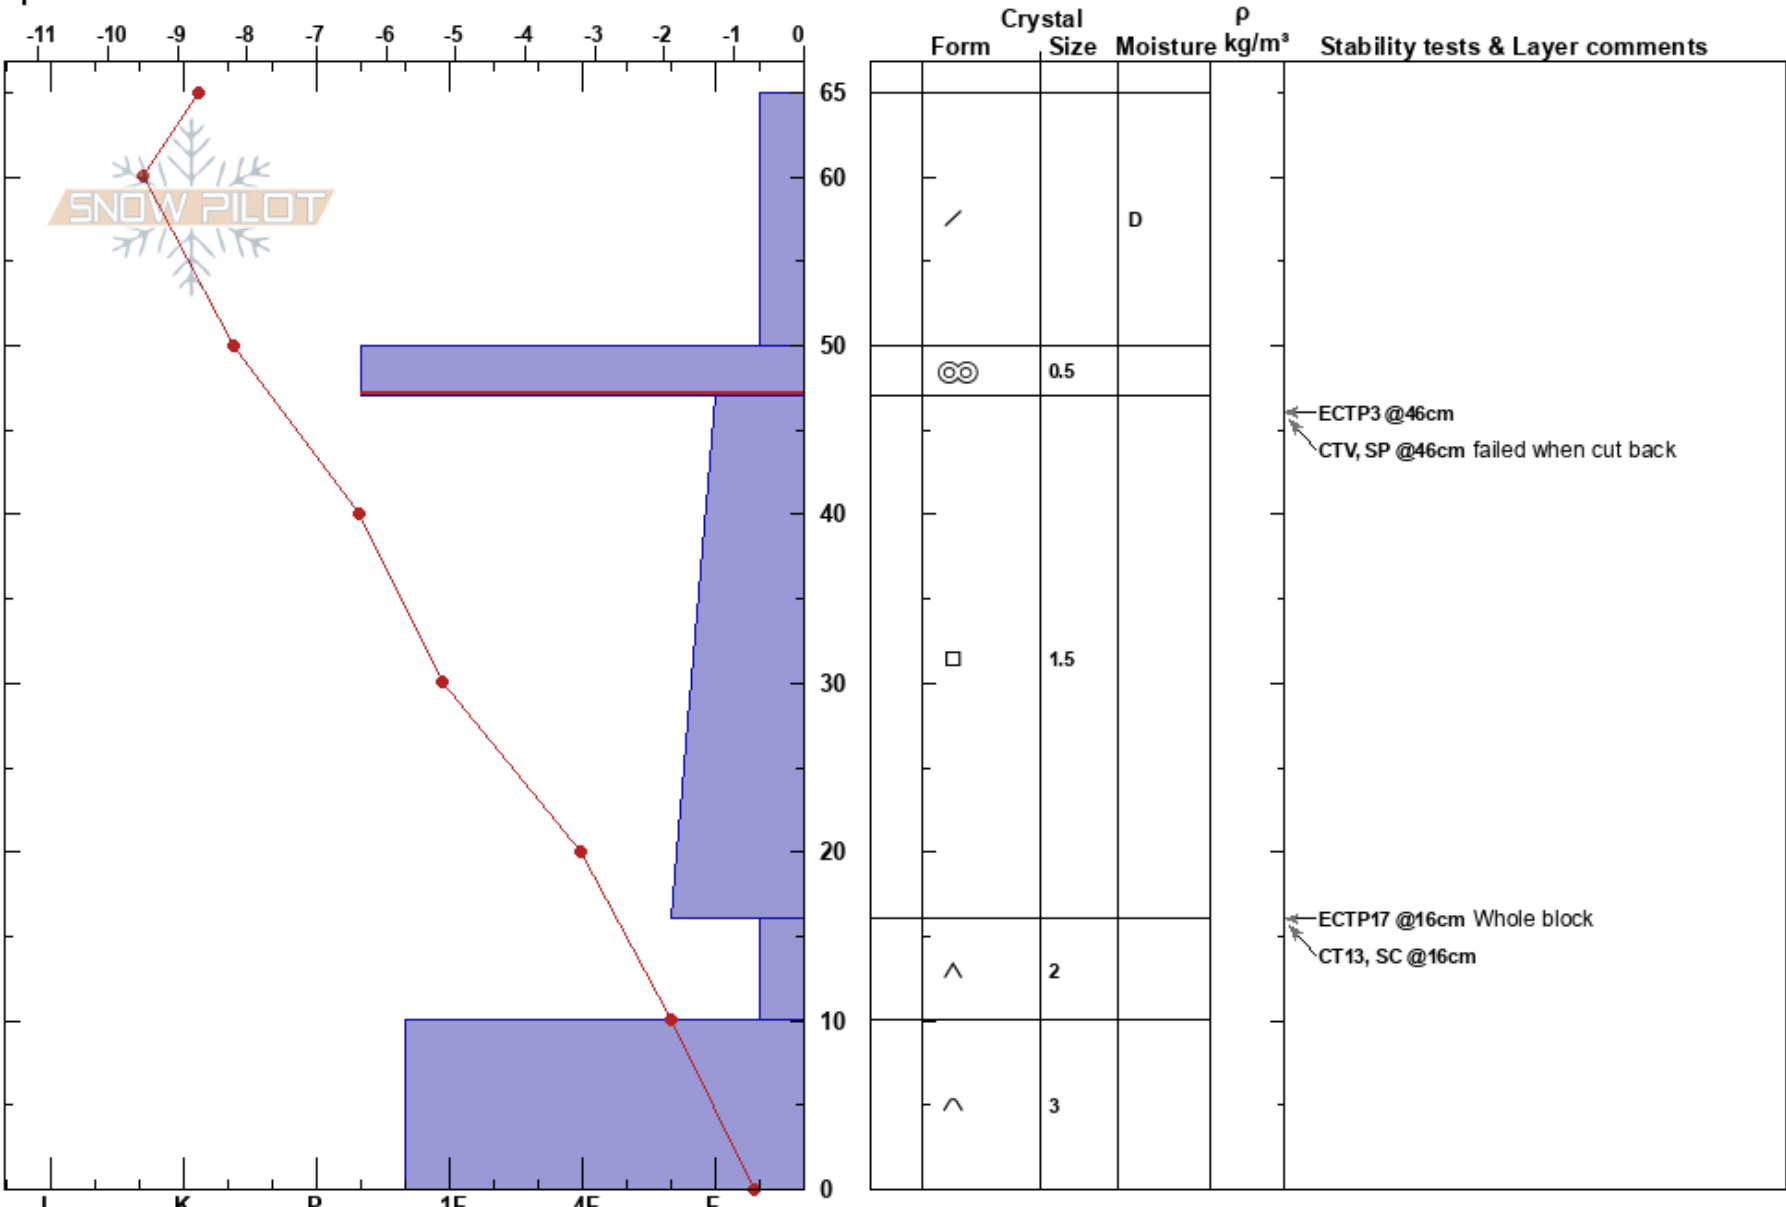 Crystal ρ
-11 -10 -9 -8 -7 -6 -5 -4 -3 -2 -1 0 Form Size Moisture kg/m³ Stability tests & Layer comments
65
60
SNOW PILOT
D
50
0.5
ECTP3 @46cm
CTV, SP @46cm failed when cut back
40
30
1.5
20
ECTP17 @16cm Whole block
CT13, SC @16cm
2
10
3
0
I K P 1F 4F F